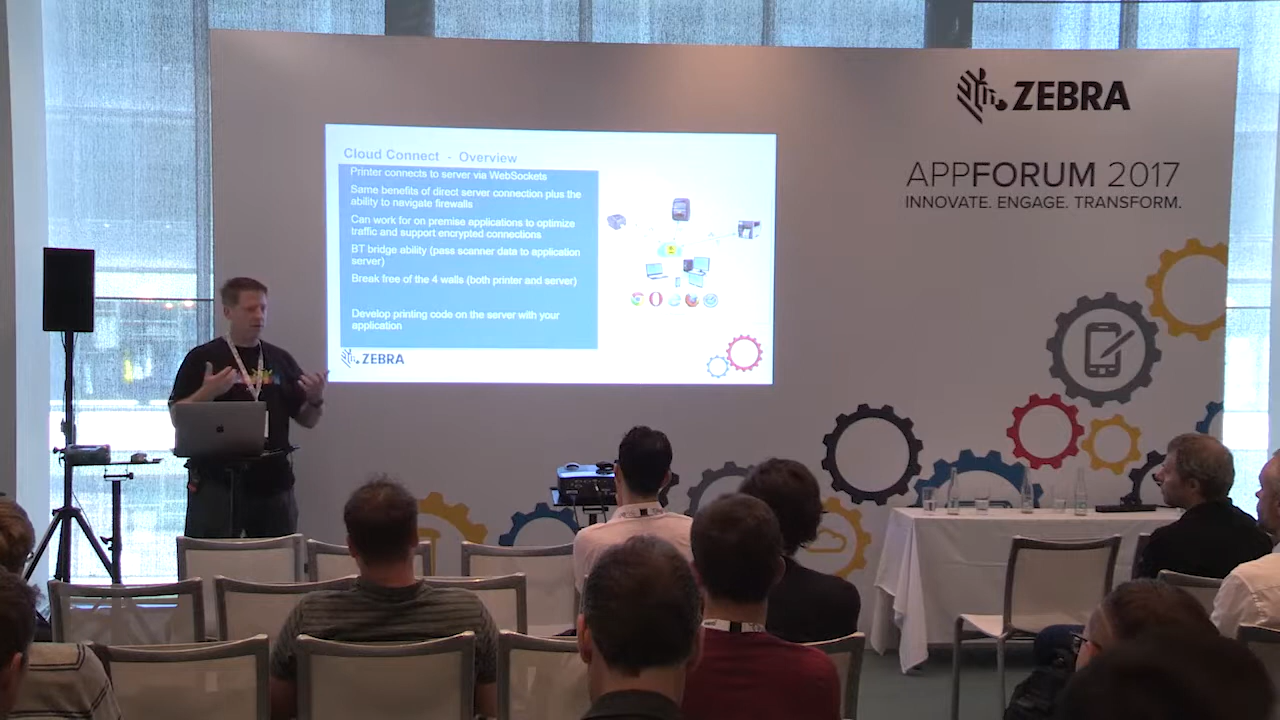 Cloud Connect - Overview
Printer connects to server via WebSockets
Same benefits of direct server connection plus the
ability to navigate firewalls
Can work for on premise applications to optimize
traffic and support encrypted connections
BT bridge ability (pass scanner data to application
server)
Break free of the 4 walls (both printer and server)
Develop printing code on the server with your
application
ZEBRA
ZEBRA
APPFORUM 2017
INNOVATE. ENGAGE. TRANSFORM.